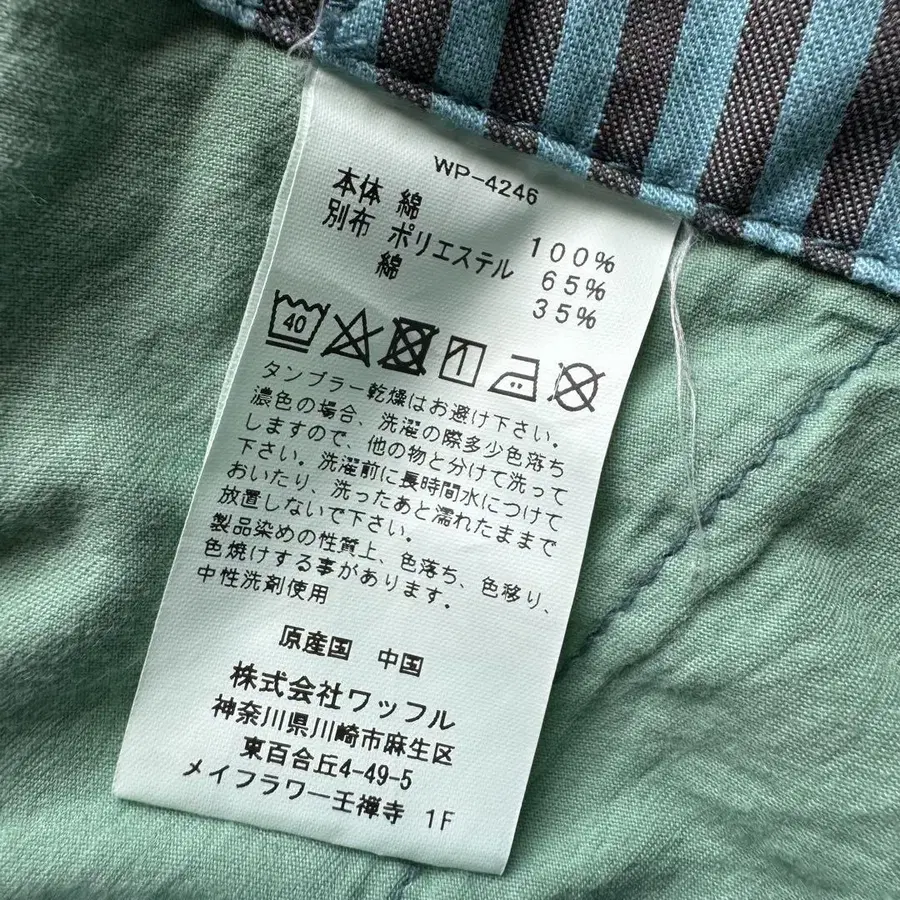 WP-4246
本体 綿 100%
別布 ポリエステル 65%
綿 35%
40
タンブラー乾燥はお避け下さい。
濃色の場合、洗濯の際多少色落ち
しますので、他の物と分けて洗って
下さい。洗濯前に長時間水につけて
おいたり、洗ったあと濡れたままで
放置しないで下さい。
製品染めの性質上、色落ち、色移り、
色焼けする事があります。
中性洗剤使用
原産国 中国
株式会社ワッフル
神奈川県川崎市麻生区
東百合丘4-49-5
メイフラワー王禅寺 1F